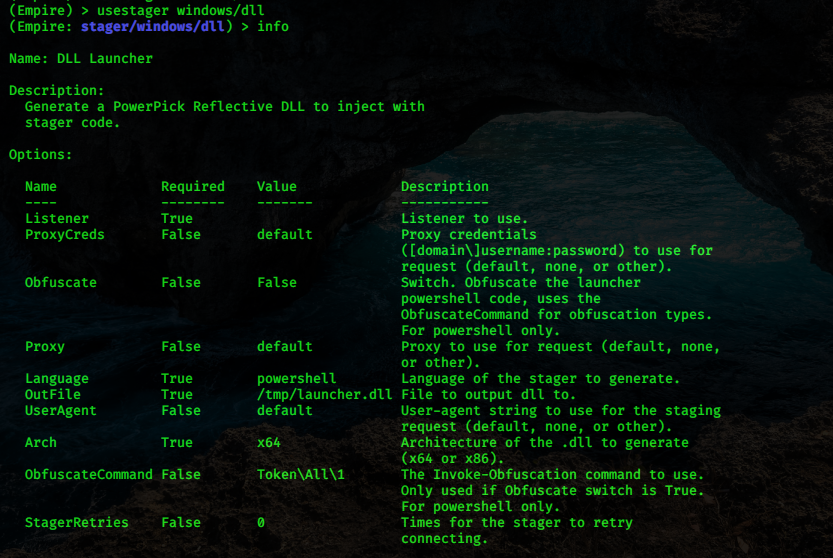 (Empire) > usestager windows/dll
(Empire: stager/windows/dll) > info
Name: DLL Launcher
Description:
Generate a PowerPick Reflective DLL to inject with
stager code.
Options:
Name Required Value Description
---- -------- ------- -----------
Listener True Listener to use.
ProxyCreds False default Proxy credentials
([domain\]username:password) to use for
request (default, none, or other).
Obfuscate False False Switch. Obfuscate the launcher
powershell code, uses the
ObfuscateCommand for obfuscation types.
For powershell only.
Proxy False default Proxy to use for request (default, none,
or other).
Language True powershell Language of the stager to generate.
OutFile True /tmp/launcher.dll File to output dll to.
UserAgent False default User-agent string to use for the staging
request (default, none, or other).
Arch True x64 Architecture of the .dll to generate
(x64 or x86).
ObfuscateCommand False Token\All\1 The Invoke-Obfuscation command to use.
Only used if Obfuscate switch is True.
For powershell only.
StagerRetries False 0 Times for the stager to retry
connecting.